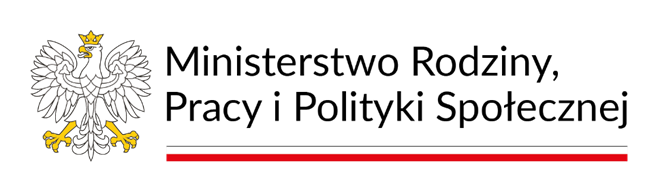 Ministerstwo Rodziny,
Pracy i Polityki Społecznej